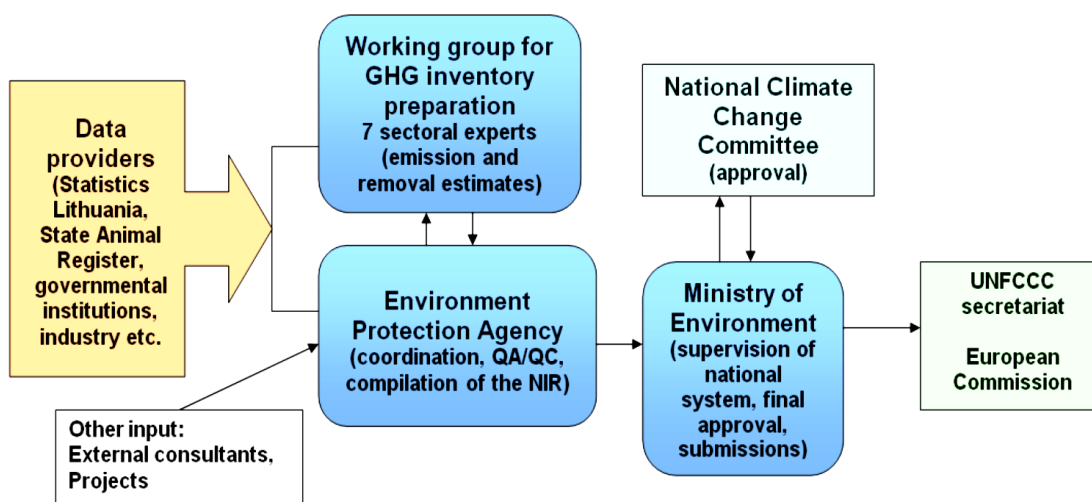 Data
providers
(Statistics
Lithuania,
State Animal
Register,
governmental
institutions,
industry etc.
Working group for
GHG inventory
preparation
7 sectoral experts
(emission and
removal estimates)
National Climate
Change
Committee
(approval)
Environment
Protection Agency
(coordination, QA/QC,
compilation of the NIR)
Ministry of
Environment
(supervision of
national
system, final
approval,
submissions)
UNFCCC
secretariat
European
Commission
Other input:
External consultants,
Projects